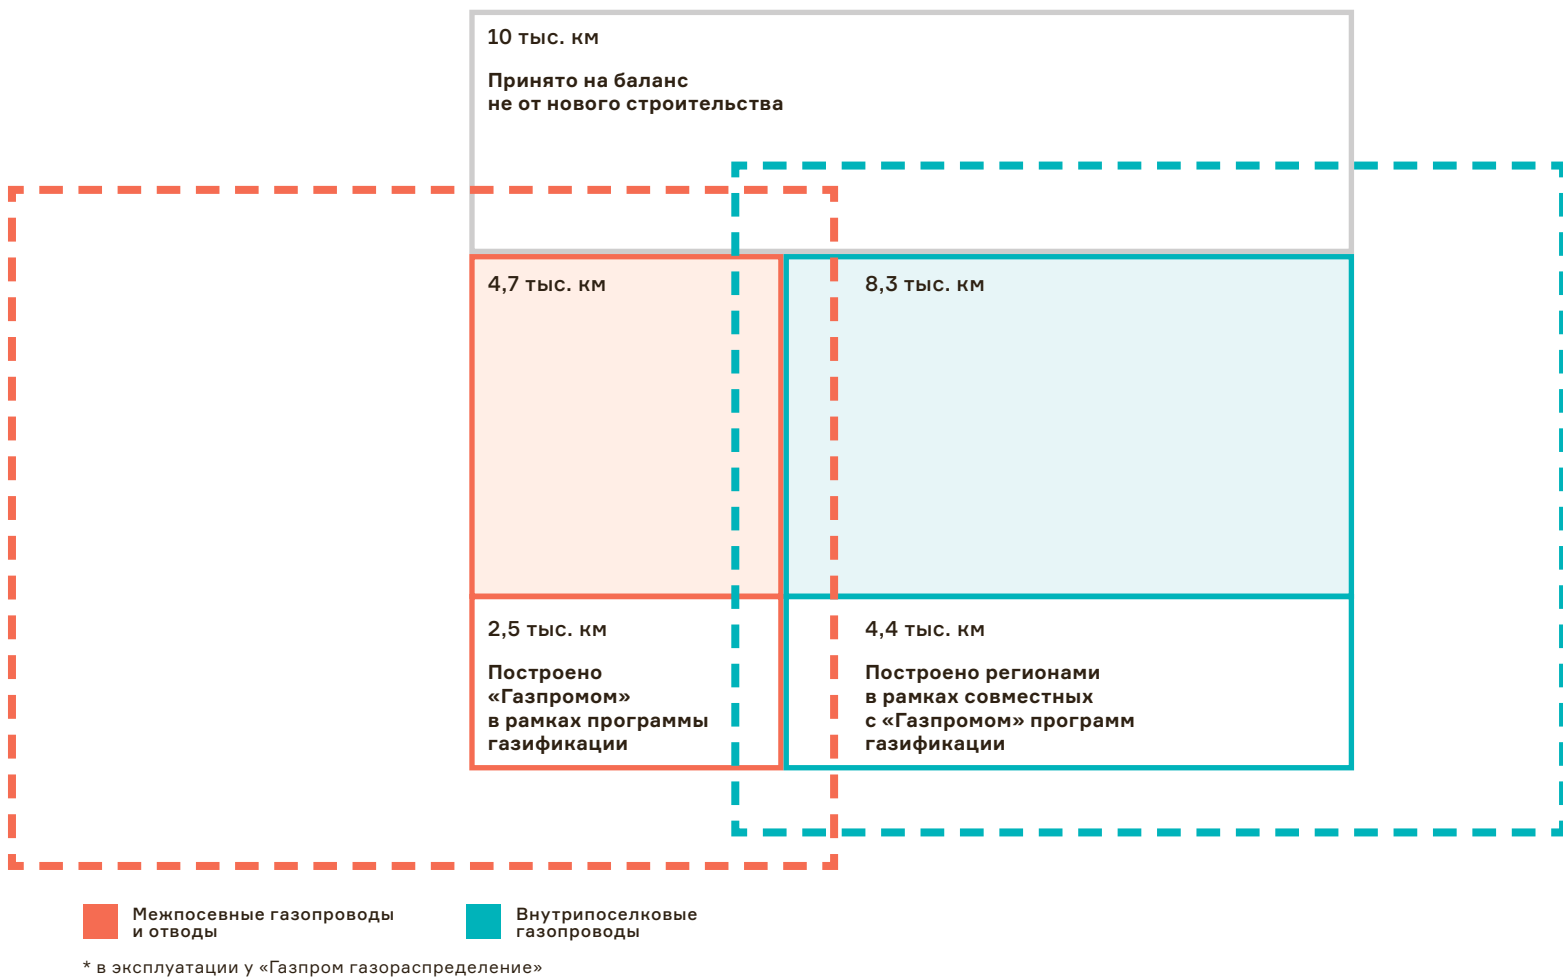 10 тыс. км
Принято на баланс
не от нового строительства
4,7 тыс. км
8,3 тыс. км
2,5 тыс. км
Построено
«Газпромом»
в рамках программы
газификации
4,4 тыс. км
Построено регионами
в рамках совместных
с «Газпромом» программ
газификации
Межпосевные газопроводы
и отводы
Внутрипоселковые
газопроводы
* в эксплуатации у «Газпром газораспределение»